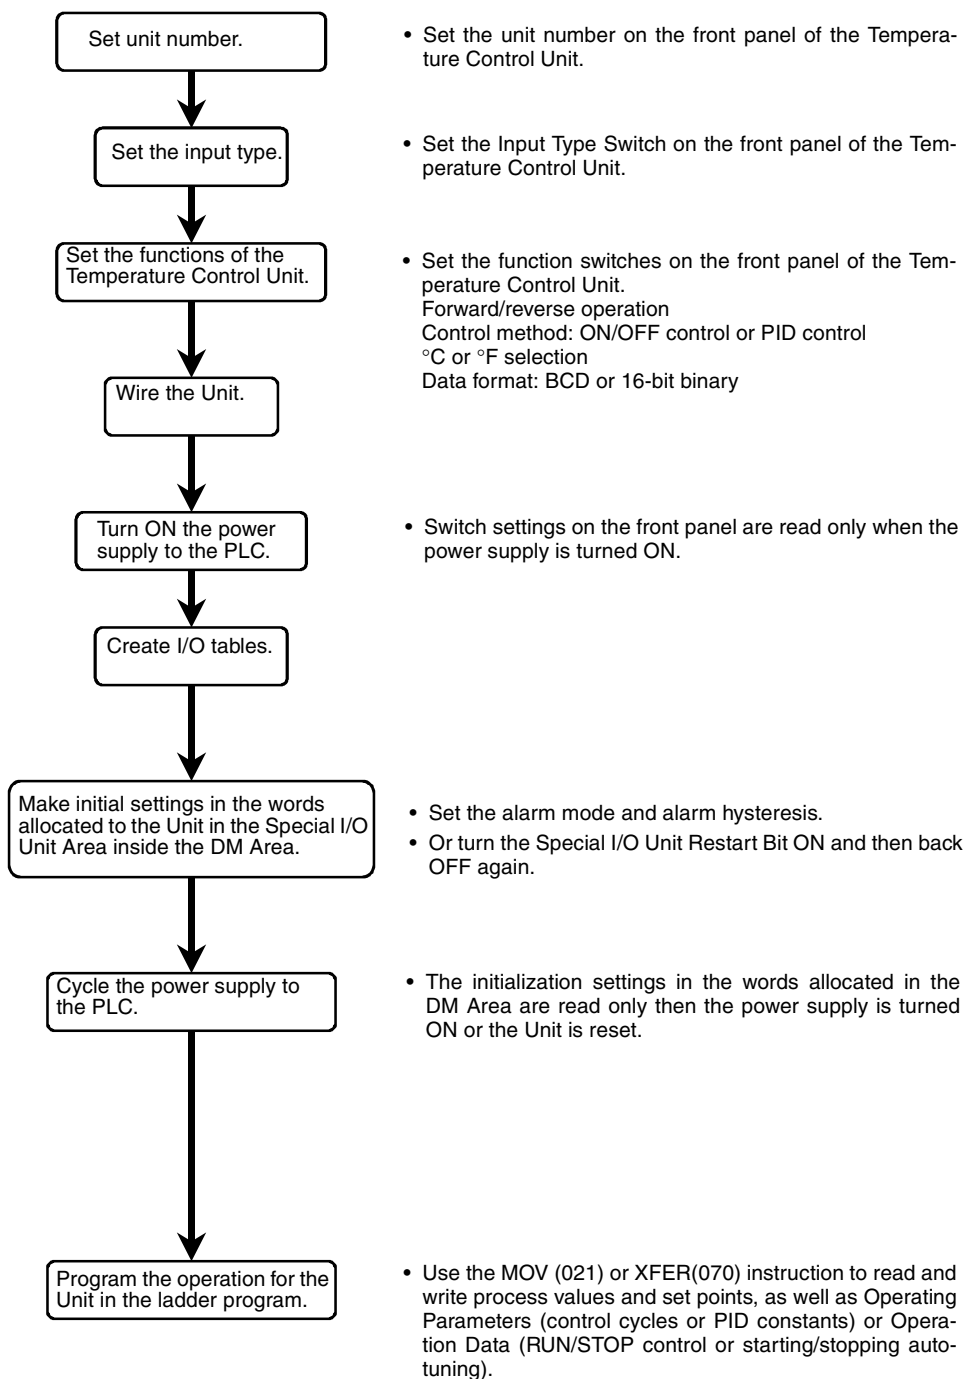 Set unit number.
• Set the unit number on the front panel of the Tempera-
ture Control Unit.
Set the input type.
• Set the Input Type Switch on the front panel of the Tem-
perature Control Unit.
Set the functions of the
Temperature Control Unit.
• Set the function switches on the front panel of the Tem-
perature Control Unit.
Forward/reverse operation
Control method: ON/OFF control or PID control
°C or °F selection
Data format: BCD or 16-bit binary
Wire the Unit.
Turn ON the power
supply to the PLC.
• Switch settings on the front panel are read only when the
power supply is turned ON.
Create I/O tables.
Make initial settings in the words
allocated to the Unit in the Special I/O
Unit Area inside the DM Area.
• Set the alarm mode and alarm hysteresis.
• Or turn the Special I/O Unit Restart Bit ON and then back
OFF again.
Cycle the power supply to
the PLC.
• The initialization settings in the words allocated in the
DM Area are read only then the power supply is turned
ON or the Unit is reset.
Program the operation for the
Unit in the ladder program.
• Use the MOV (021) or XFER(070) instruction to read and
write process values and set points, as well as Operating
Parameters (control cycles or PID constants) or Opera-
tion Data (RUN/STOP control or starting/stopping auto-
tuning).